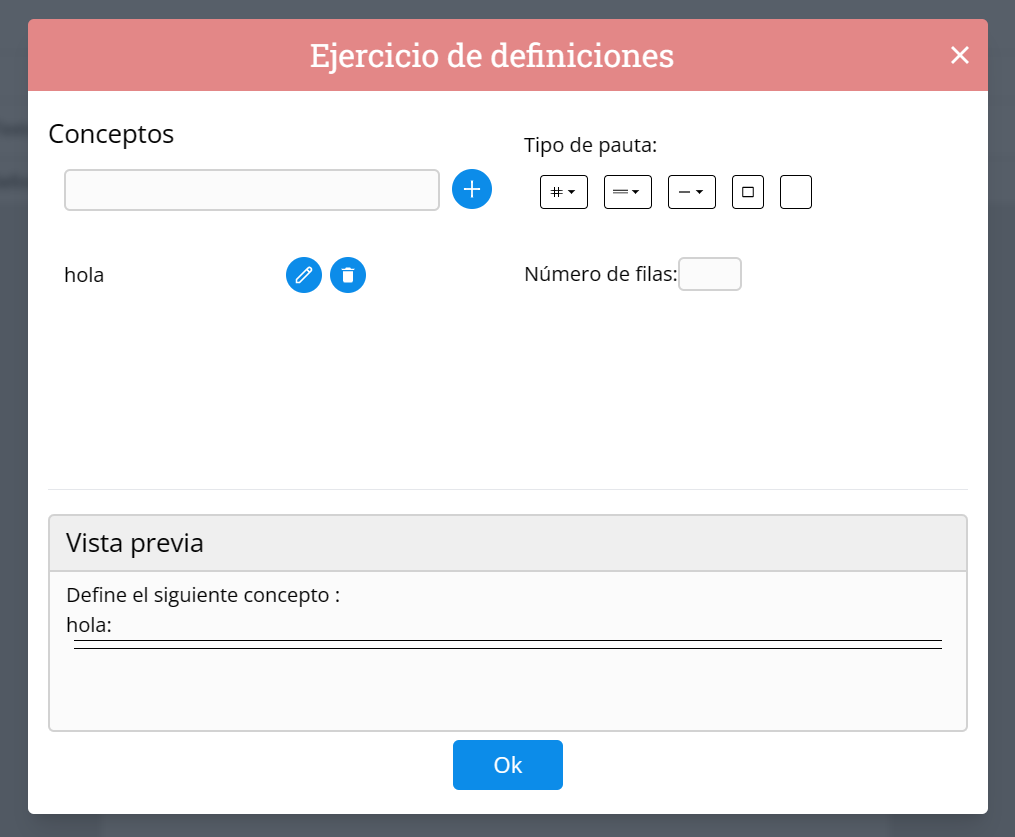 Ejercicio de definiciones
Conceptos
Tipo de pauta:
hola
Número de filas:
Vista previa
Define el siguiente concepto :
hola:
Ok